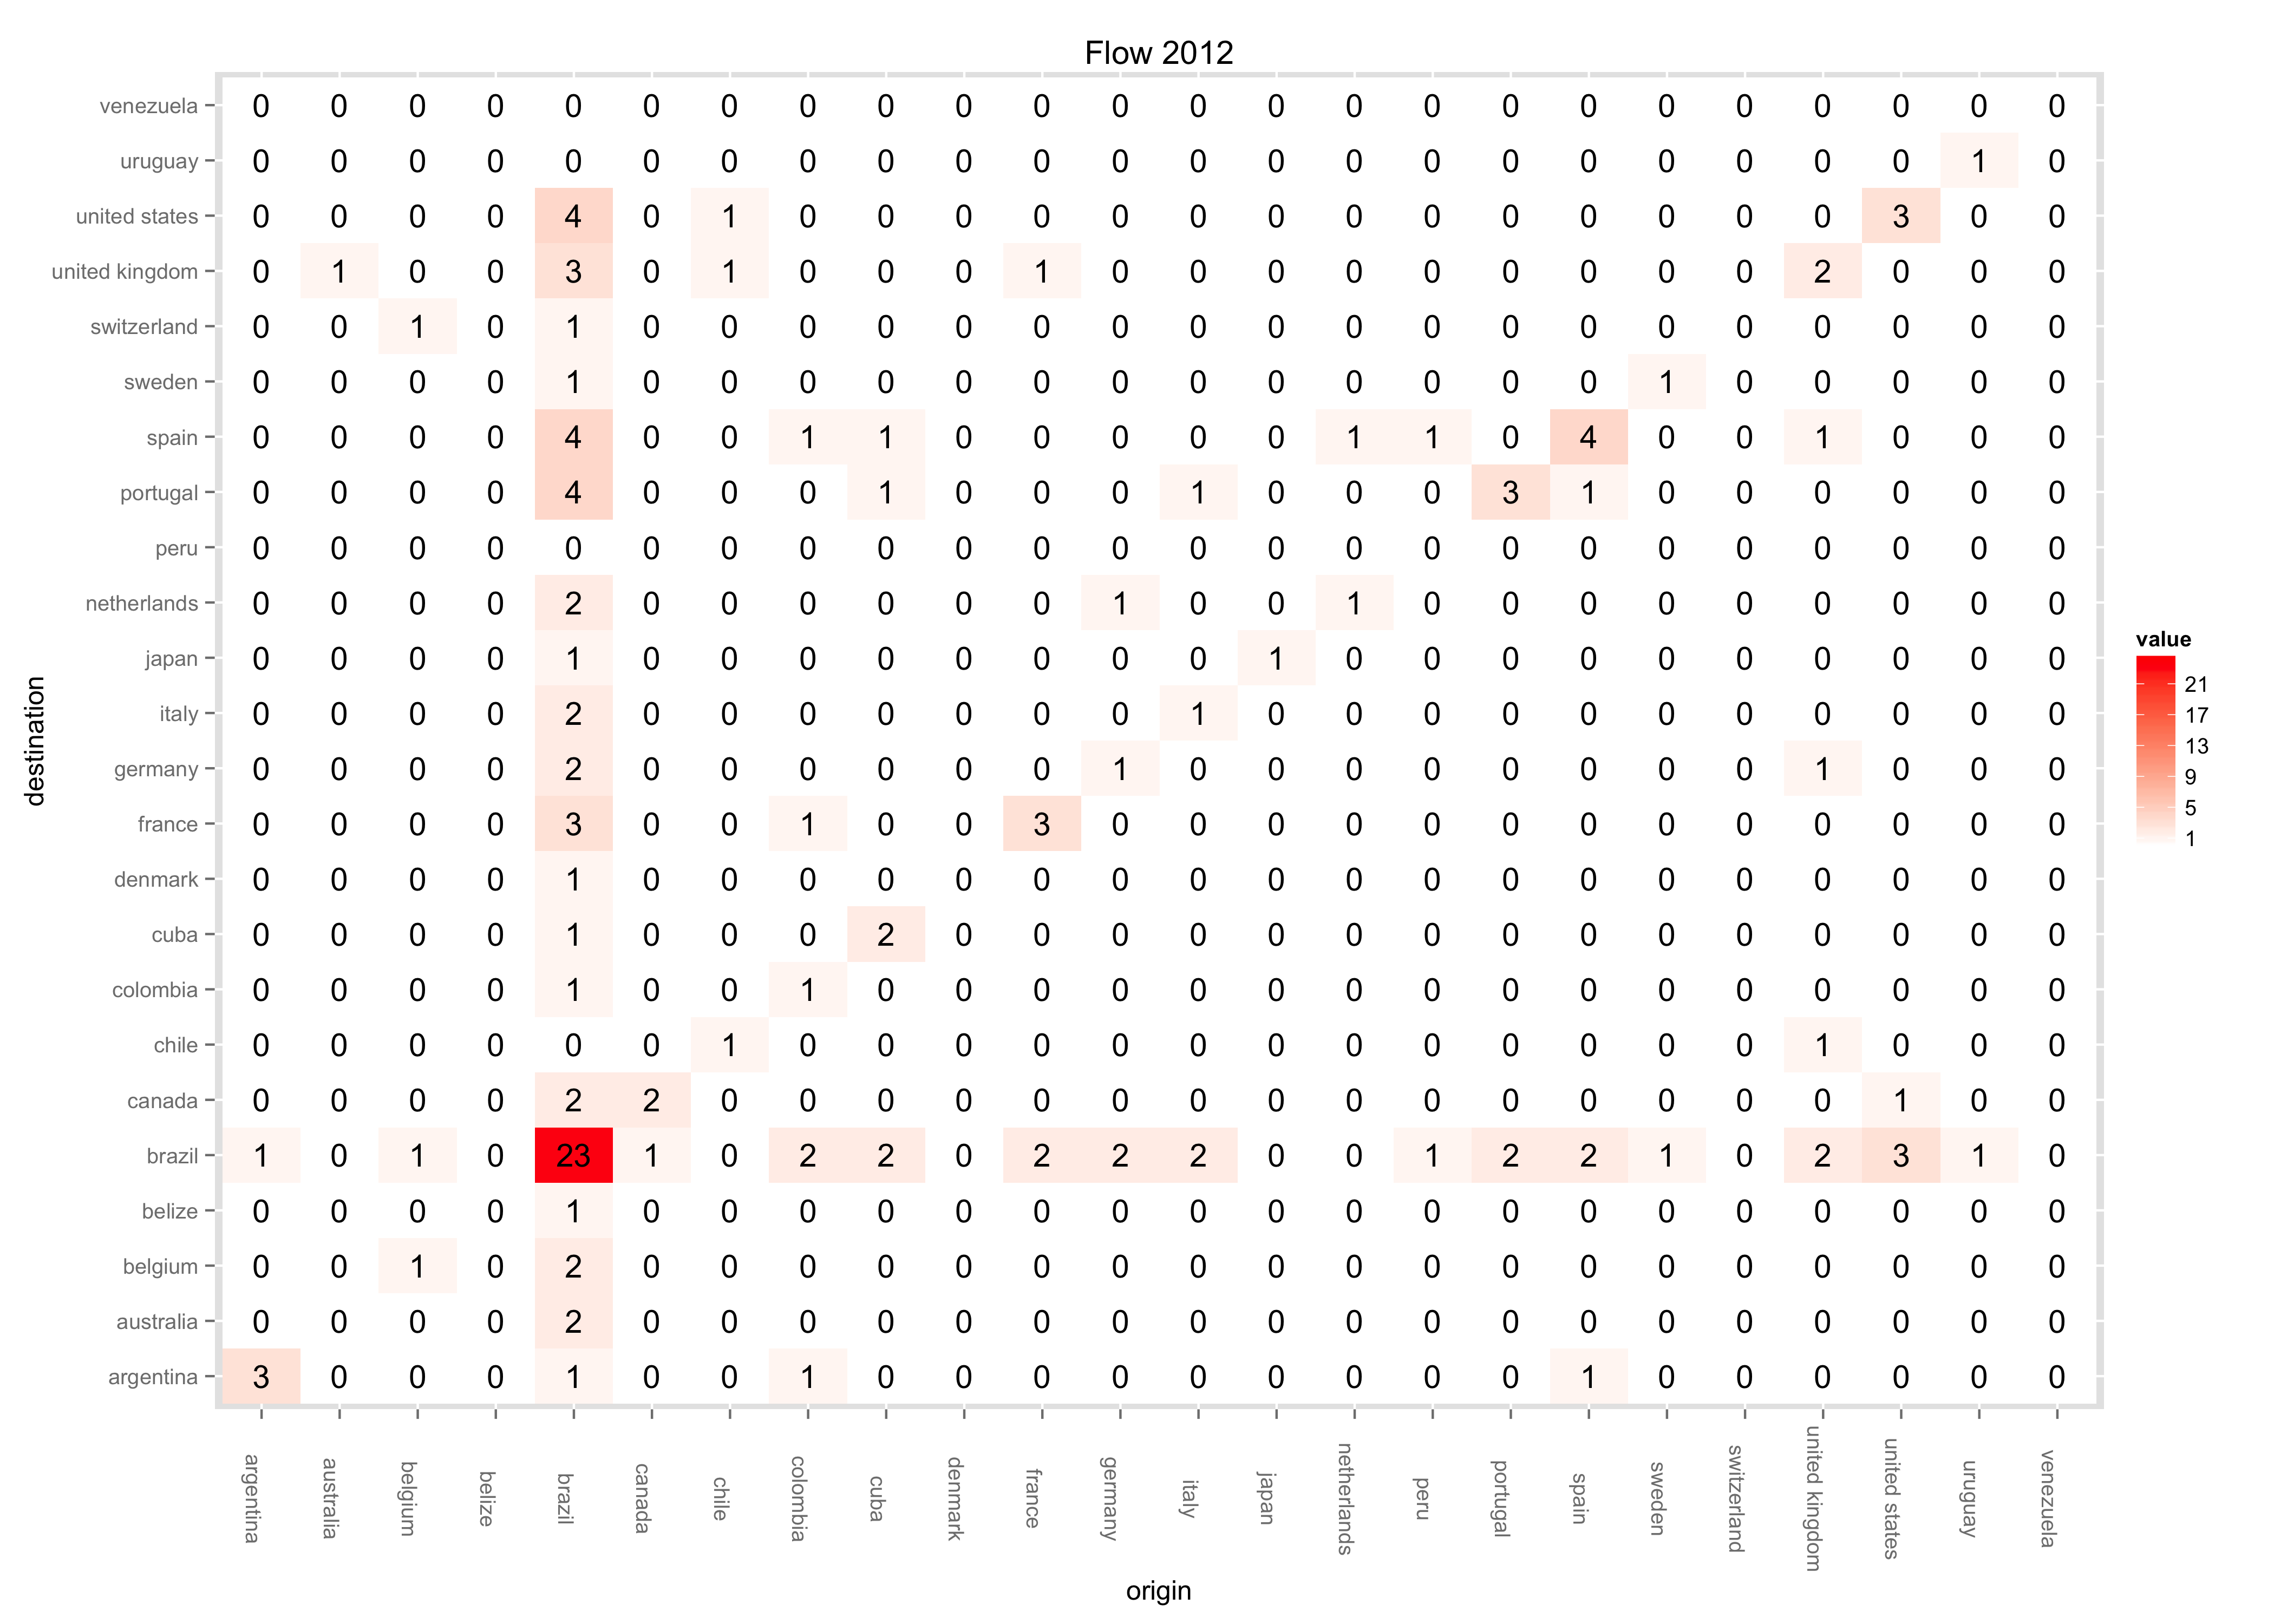 Flow 2012
venezuela 0 0 0 0 0 0 0 0 0 0 0 0 0 0 0 0 0 0 0 0 0 0 0 0
uruguay 0 0 0 0 0 0 0 0 0 0 0 0 0 0 0 0 0 0 0 0 0 0 1 0
united states 0 0 0 0 4 0 1 0 0 0 0 0 0 0 0 0 0 0 0 0 0 3 0 0
united kingdom 0 1 0 0 3 0 1 0 0 0 1 0 0 0 0 0 0 0 0 0 2 0 0 0
switzerland 0 0 1 0 1 0 0 0 0 0 0 0 0 0 0 0 0 0 0 0 0 0 0 0
sweden 0 0 0 0 1 0 0 0 0 0 0 0 0 0 0 0 0 0 1 0 0 0 0 0
spain 0 0 0 0 4 0 0 1 1 0 0 0 0 0 1 1 0 4 0 0 1 0 0 0
portugal 0 0 0 0 4 0 0 0 1 0 0 0 1 0 0 0 3 1 0 0 0 0 0 0
peru 0 0 0 0 0 0 0 0 0 0 0 0 0 0 0 0 0 0 0 0 0 0 0 0
netherlands 0 0 0 0 2 0 0 0 0 0 0 1 0 0 1 0 0 0 0 0 0 0 0 0
japan 0 0 0 0 1 0 0 0 0 0 0 0 0 1 0 0 0 0 0 0 0 0 0 0
italy 0 0 0 0 2 0 0 0 0 0 0 0 1 0 0 0 0 0 0 0 0 0 0 0
germany 0 0 0 0 2 0 0 0 0 0 0 1 0 0 0 0 0 0 0 0 1 0 0 0
france 0 0 0 0 3 0 0 1 0 0 3 0 0 0 0 0 0 0 0 0 0 0 0 0
denmark 0 0 0 0 1 0 0 0 0 0 0 0 0 0 0 0 0 0 0 0 0 0 0 0
cuba 0 0 0 0 1 0 0 0 2 0 0 0 0 0 0 0 0 0 0 0 0 0 0 0
colombia 0 0 0 0 1 0 0 1 0 0 0 0 0 0 0 0 0 0 0 0 0 0 0 0
chile 0 0 0 0 0 0 1 0 0 0 0 0 0 0 0 0 0 0 0 0 1 0 0 0
canada 0 0 0 0 2 2 0 0 0 0 0 0 0 0 0 0 0 0 0 0 0 1 0 0
brazil 1 0 1 0 23 1 0 2 2 0 2 2 2 0 0 1 2 2 1 0 2 3 1 0
belize 0 0 0 0 1 0 0 0 0 0 0 0 0 0 0 0 0 0 0 0 0 0 0 0
belgium 0 0 1 0 2 0 0 0 0 0 0 0 0 0 0 0 0 0 0 0 0 0 0 0
australia 0 0 0 0 2 0 0 0 0 0 0 0 0 0 0 0 0 0 0 0 0 0 0 0
argentina 3 0 0 0 1 0 0 1 0 0 0 0 0 0 0 0 0 1 0 0 0 0 0 0
argentina australia belgium belize brazil canada chile colombia cuba denmark france germany italy japan netherlands peru portugal spain sweden switzerland united kingdom united states uruguay venezuela
origin
destination
value
21
17
13
9
5
1